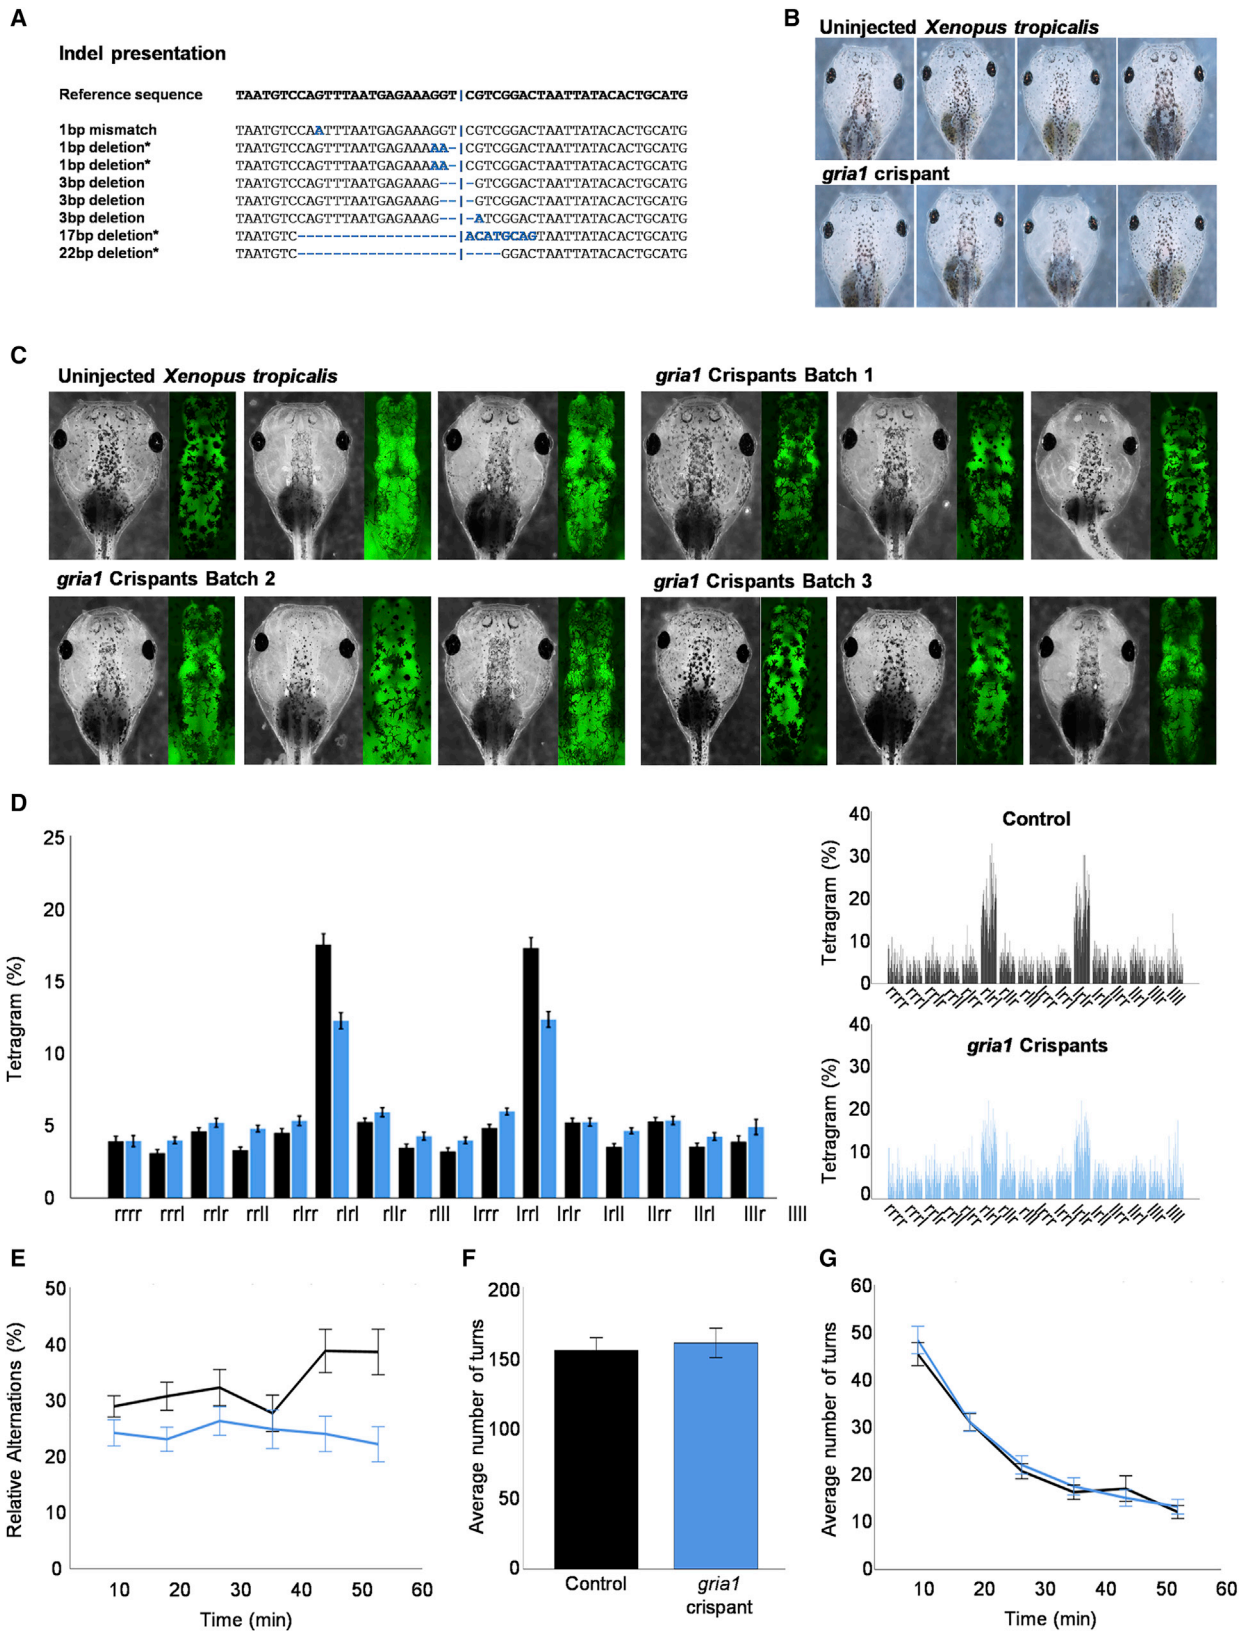 A
Indel presentation
Reference sequence TAATGTCCAGTTTAATGAGAAAGGT | CGTCGGACTAATTATACACTGCATG
1bp mismatch TAATGTCCAATTTAATGAGAAAGGT | CGTCGGACTAATTATACACTGCATG
1bp deletion* TAATGTCCAGTTTAATGAGAAAAA- | CGTCGGACTAATTATACACTGCATG
1bp deletion* TAATGTCCAGTTTAATGAGAAAAA- | CGTCGGACTAATTATACACTGCATG
3bp deletion TAATGTCCAGTTTAATGAGAAAG-- | -GTCGGACTAATTATACACTGCATG
3bp deletion TAATGTCCAGTTTAATGAGAAAG-- | -GTCGGACTAATTATACACTGCATG
3bp deletion TAATGTCCAGTTTAATGAGAAAG-- | -ATCGGACTAATTATACACTGCATG
17bp deletion* TAATGTC------------------ | ACATGCAGTAATTATACACTGCATG
22bp deletion* TAATGTC------------------ | ----GGACTAATTATACACTGCATG
B
Uninjected Xenopus tropicalis
gria1 crispant
C
Uninjected Xenopus tropicalis
gria1 Crispants Batch 1
gria1 Crispants Batch 2
gria1 Crispants Batch 3
D
Tetragram (%)
25
20
15
10
5
0
rrrr rrrl rrlr rrll rlrr rlrl rllr rlll lrrr lrrl lrlr lrll llrr llrl lllr llll
Control
Tetragram (%)
40
30
20
10
0
gria1 Crispants
Tetragram (%)
40
30
20
10
0
E
Relative Alternations (%)
50
40
30
20
10
0
10 20 30 40 50 60
Time (min)
F
Average number of turns
200
150
100
50
0
Control
gria1
crispant
G
Average number of turns
60
50
40
30
20
10
0
10 20 30 40 50 60
Time (min)